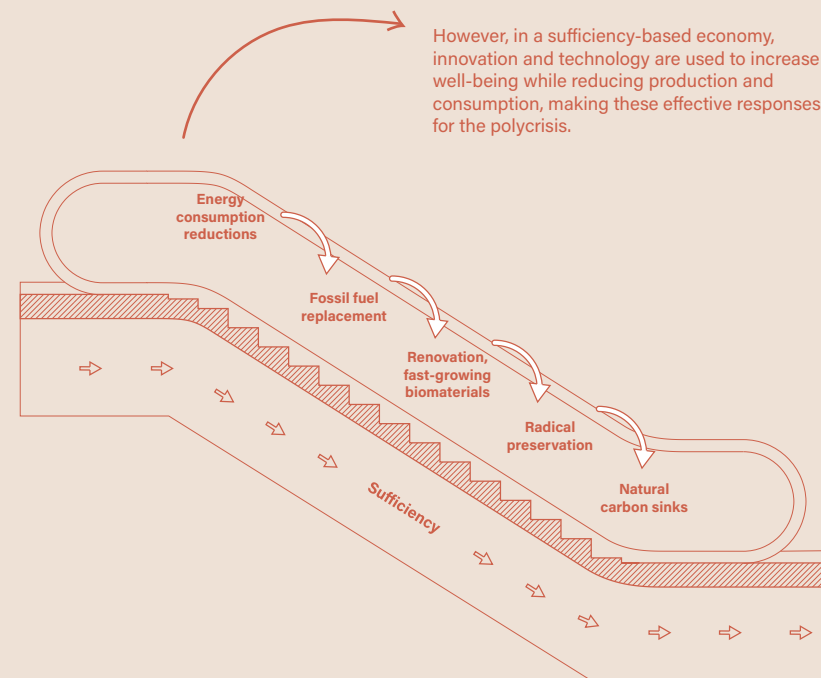 However, in a sufficiency-based economy,
innovation and technology are used to increase
well-being while reducing production and
consumption, making these effective responses
for the polycrisis.
Energy
consumption
reductions
Fossil fuel
replacement
Renovation,
fast-growing
biomaterials
Radical
preservation
Natural
carbon sinks
Sufficiency